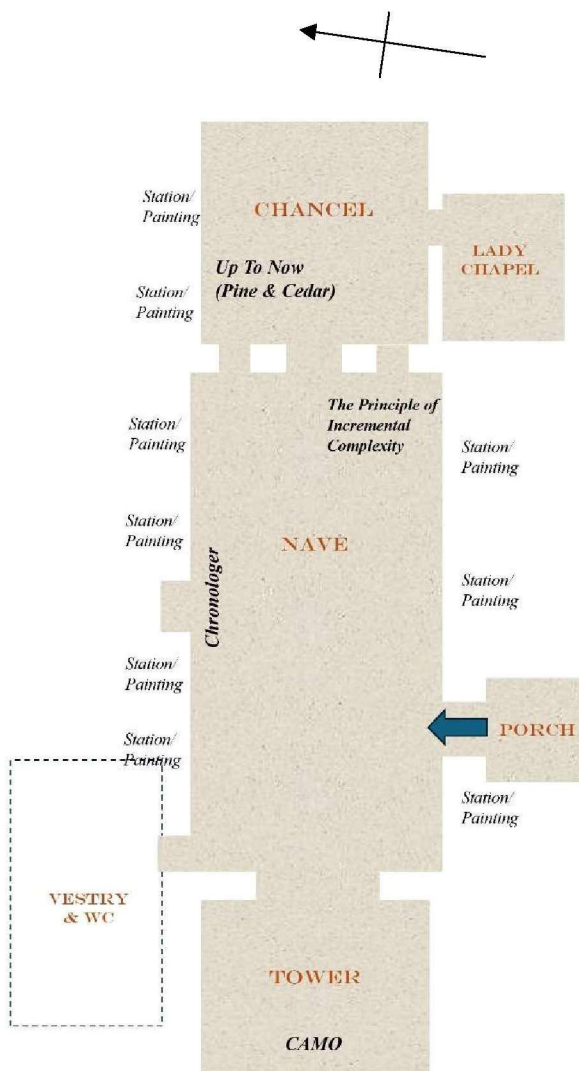 Station/
Painting
CHANCEL
LADY
CHAPEL
Up To Now
(Pine & Cedar)
Station/
Painting
The Principle of
Incremental
Complexity
Station/
Painting
Station/
Painting
Station/
Painting
NAVE
Chronologer
Station/
Painting
Station/
Painting
PORCH
Station/
Painting
Station/
Painting
VESTRY
& WC
TOWER
CAMO